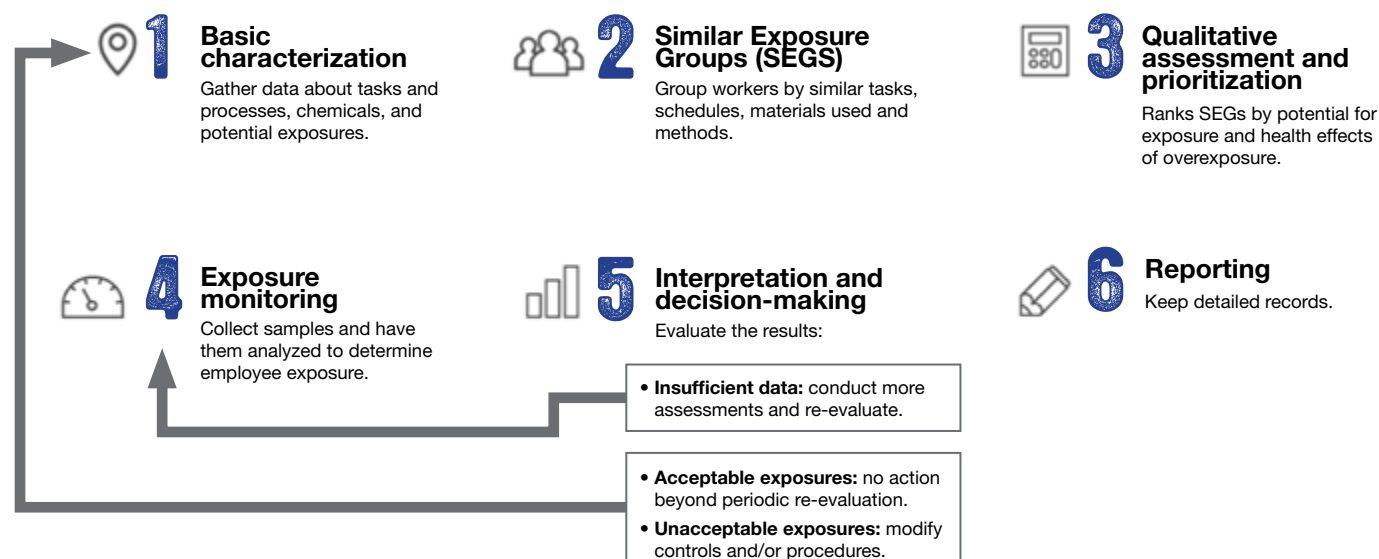 1
Basic
characterization
Gather data about tasks and
processes, chemicals, and
potential exposures.
2
Similar Exposure
Groups (SEGS)
Group workers by similar tasks,
schedules, materials used and
methods.
3
Qualitative
assessment and
prioritization
Ranks SEGs by potential for
exposure and health effects
of overexposure.
4
Exposure
monitoring
Collect samples and have
them analyzed to determine
employee exposure.
5
Interpretation and
decision-making
Evaluate the results:
• Insufficient data: conduct more
assessments and re-evaluate.
• Acceptable exposures: no action
beyond periodic re-evaluation.
• Unacceptable exposures: modify
controls and/or procedures.
6
Reporting
Keep detailed records.